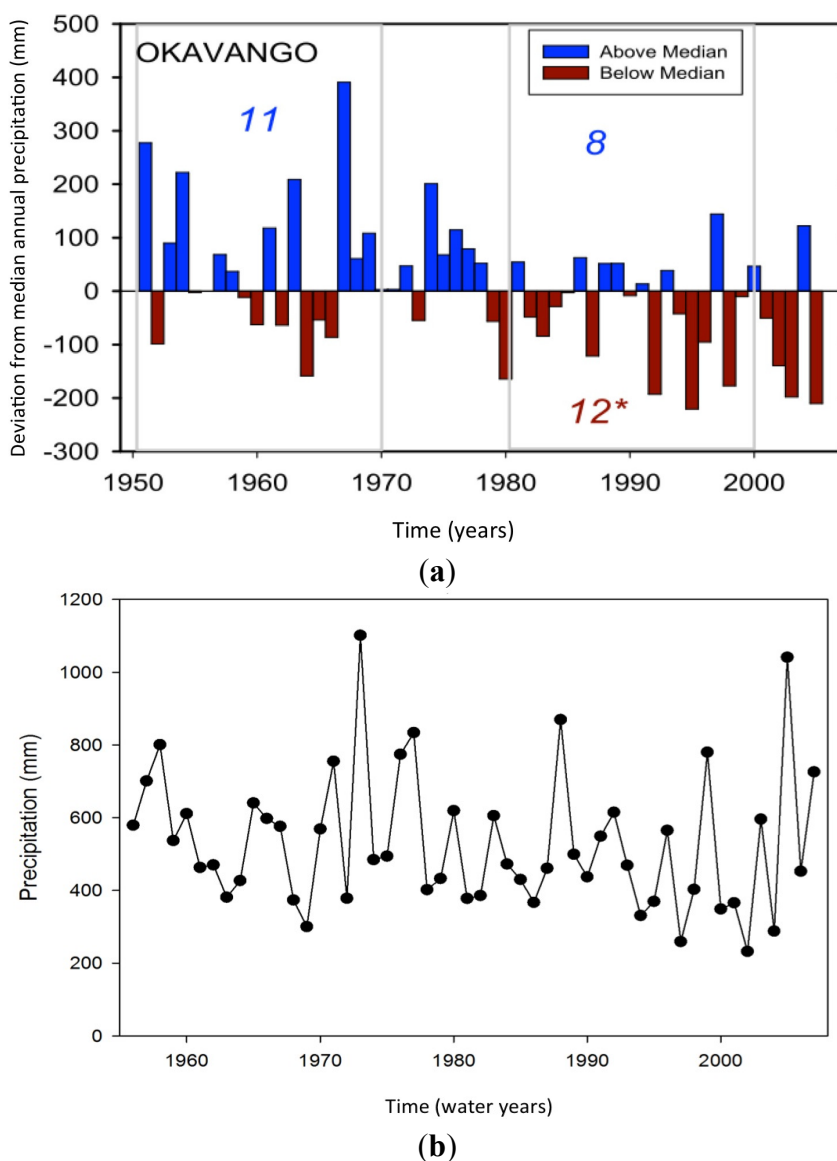 500
OKAVANGO
Above Median
Below Median
400
11
8
300
200
100
0
-100
-200
12*
-300
1950 1960 1970 1980 1990 2000
Deviation from median annual precipitation (mm)
Time (years)
(a)
1200
1000
800
600
400
200
0
1960 1970 1980 1990 2000
Precipitation (mm)
Time (water years)
(b)